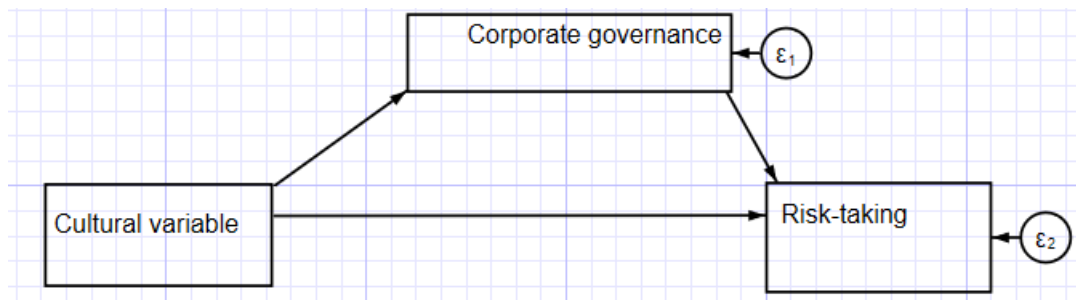 Corporate governance
ε1
Cultural variable
Risk-taking
ε2